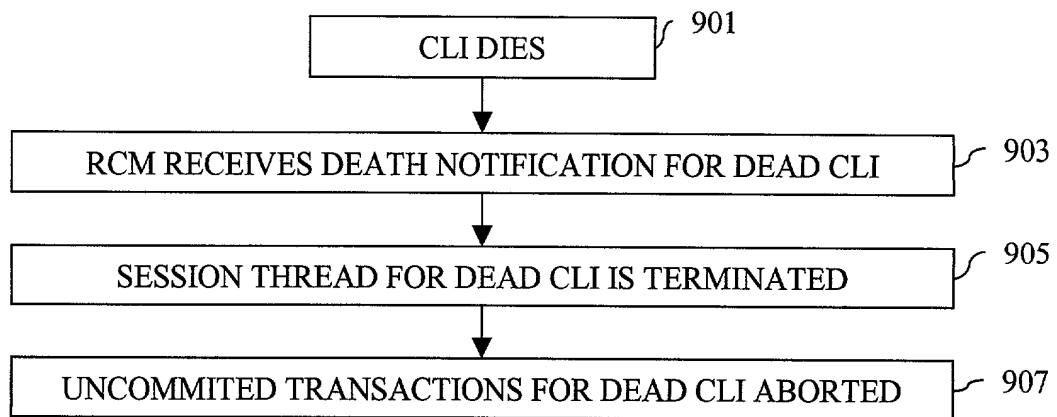 CLI DIES
901
RCM RECEIVES DEATH NOTIFICATION FOR DEAD CLI
903
SESSION THREAD FOR DEAD CLI IS TERMINATED
905
UNCOMMITED TRANSACTIONS FOR DEAD CLI ABORTED
907